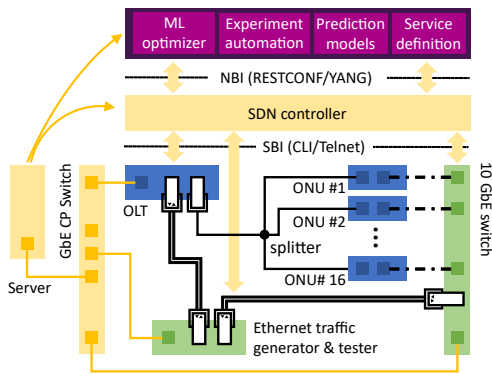 ML
optimizer
Experiment
automation
Prediction
models
Service
definition
NBI (RESTCONF/YANG)
SDN controller
SBI (CLI/Telnet)
GbE CP Switch
OLT
ONU #1
ONU #2
splitter
ONU# 16
10 GbE switch
Server
Ethernet traffic
generator & tester